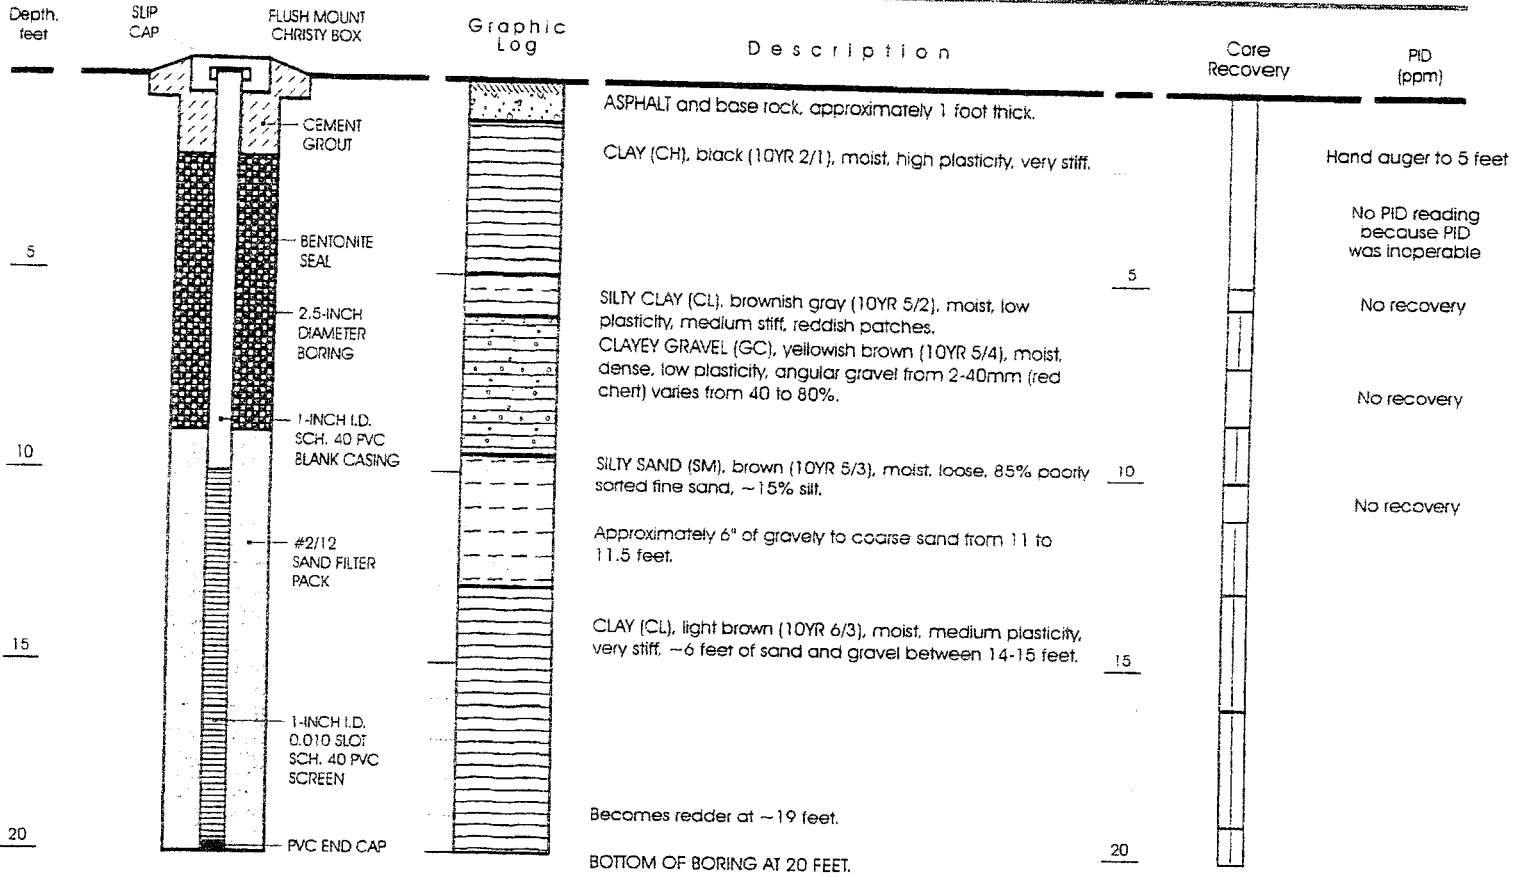 Depth,
feet
SLIP
CAP
FLUSH MOUNT
CHRISTY BOX
Graphic
Log
Description
Core
Recovery
PID
(ppm)
CEMENT
GROUT
BENTONITE
SEAL
2.5-INCH
DIAMETER
BORING
1-INCH I.D.
SCH. 40 PVC
BLANK CASING
#2/12
SAND FILTER
PACK
1-INCH I.D.
0.010 SLOT
SCH. 40 PVC
SCREEN
PVC END CAP
5
10
15
20
ASPHALT and base rock, approximately 1 foot thick.
CLAY (CH), black (10YR 2/1), moist, high plasticity, very stiff.
SILTY CLAY (CL), brownish gray (10YR 5/2), moist, low
plasticity, medium stiff, reddish patches.
CLAYEY GRAVEL (GC), yellowish brown (10YR 5/4), moist,
dense, low plasticity, angular gravel from 2-40mm (red
chert) varies from 40 to 80%.
SILTY SAND (SM), brown (10YR 5/3), moist, loose, 85% poorly
sorted fine sand, ~15% silt.
Approximately 6" of gravely to coarse sand from 11 to
11.5 feet.
CLAY (CL), light brown (10YR 6/3), moist, medium plasticity,
very stiff, ~6 feet of sand and gravel between 14-15 feet.
Becomes redder at ~19 feet.
BOTTOM OF BORING AT 20 FEET.
5
10
15
20
Hand auger to 5 feet
No PID reading
because PID
was inoperable
No recovery
No recovery
No recovery